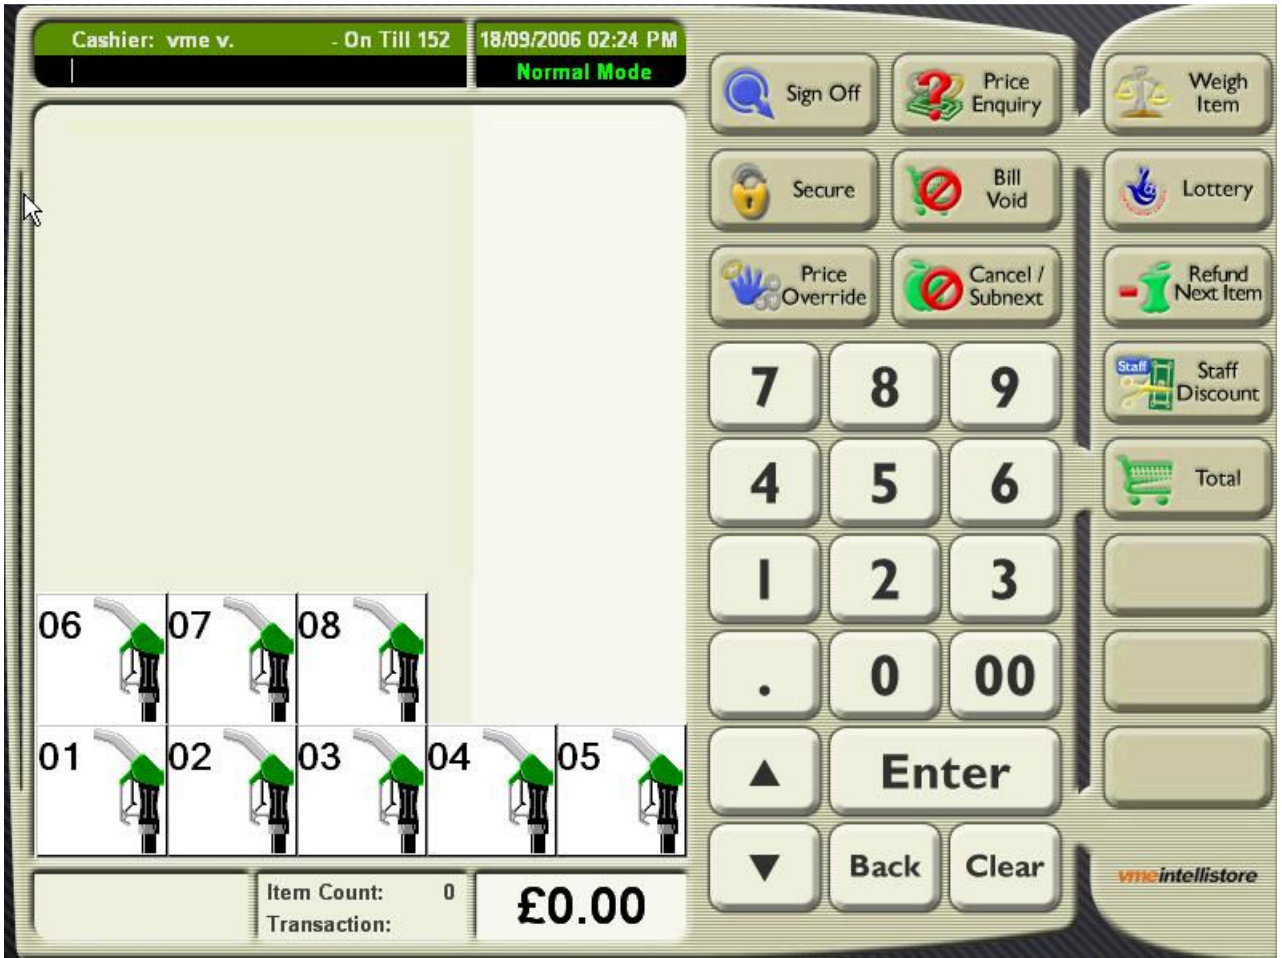 Cashier: vme v. - On Till 152
18/09/2006 02:24 PM
Normal Mode
Sign Off
Price
Enquiry
Weigh
Item
Secure
Bill
Void
Lottery
Price
Override
Cancel /
Subnext
Refund
Next Item
7 8 9
Staff
Staff
Discount
4 5 6
Total
1 2 3
. 0 00
06 07 08
01 02 03 04 05
▲ Enter
▼ Back Clear
Item Count: 0
Transaction:
£0.00
vmeintellistore